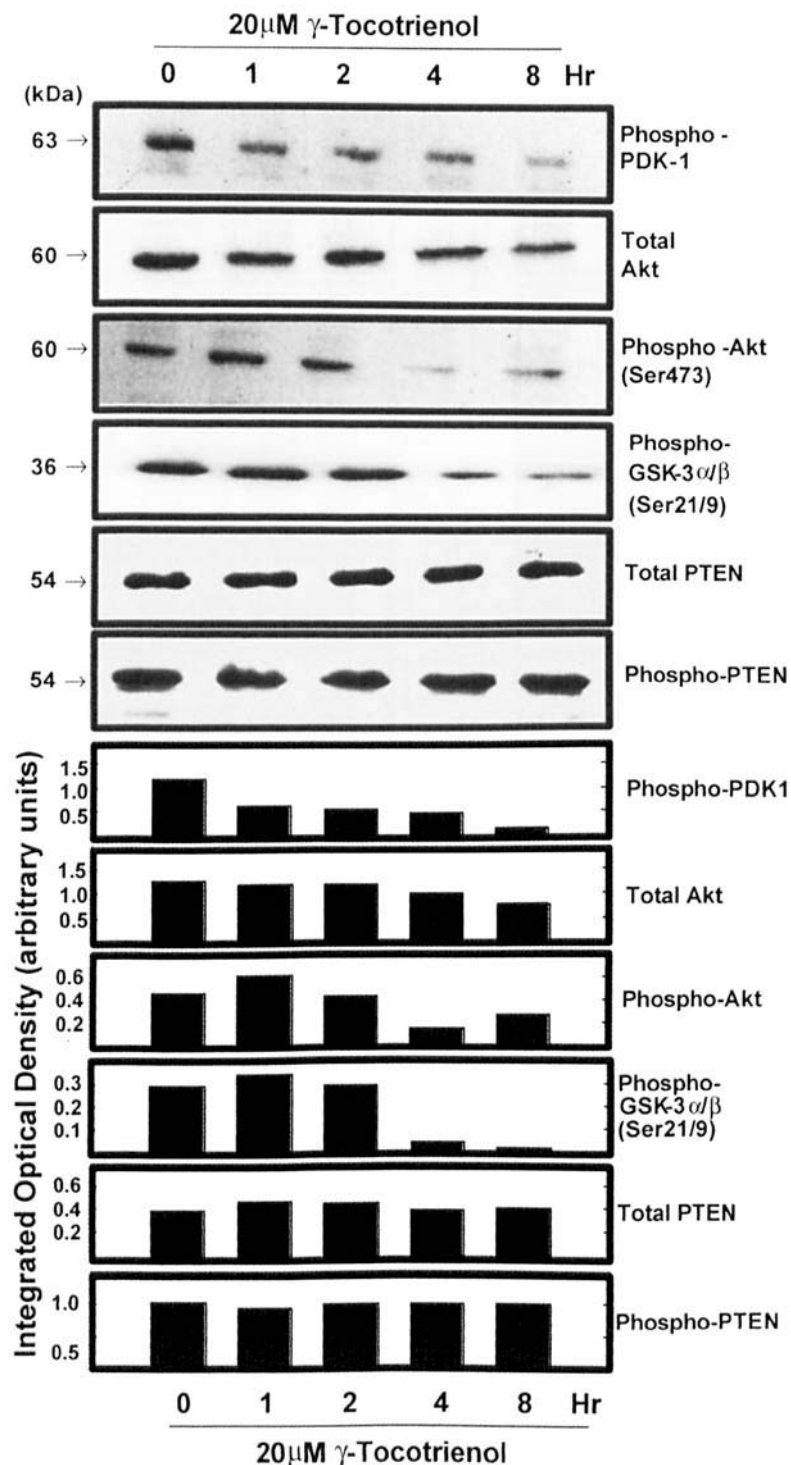 20µM γ-Tocotrienol
0 1 2 4 8 Hr
(kDa)
63 → Phospho -
PDK-1
60 → Total
Akt
60 → Phospho -Akt
(Ser473)
36 → Phospho-
GSK-3 α/β
(Ser21/9)
54 → Total PTEN
54 → Phospho-PTEN
Integrated Optical Density (arbitrary units)
1.5
1.0
0.5
Phospho-PDK1
1.5
1.0
0.5
Total Akt
0.6
0.4
0.2
Phospho-Akt
0.3
0.2
0.1
Phospho-
GSK-3 α/β
(Ser21/9)
0.6
0.4
0.2
Total PTEN
1.0
0.5
Phospho-PTEN
0 1 2 4 8 Hr
20µM γ-Tocotrienol